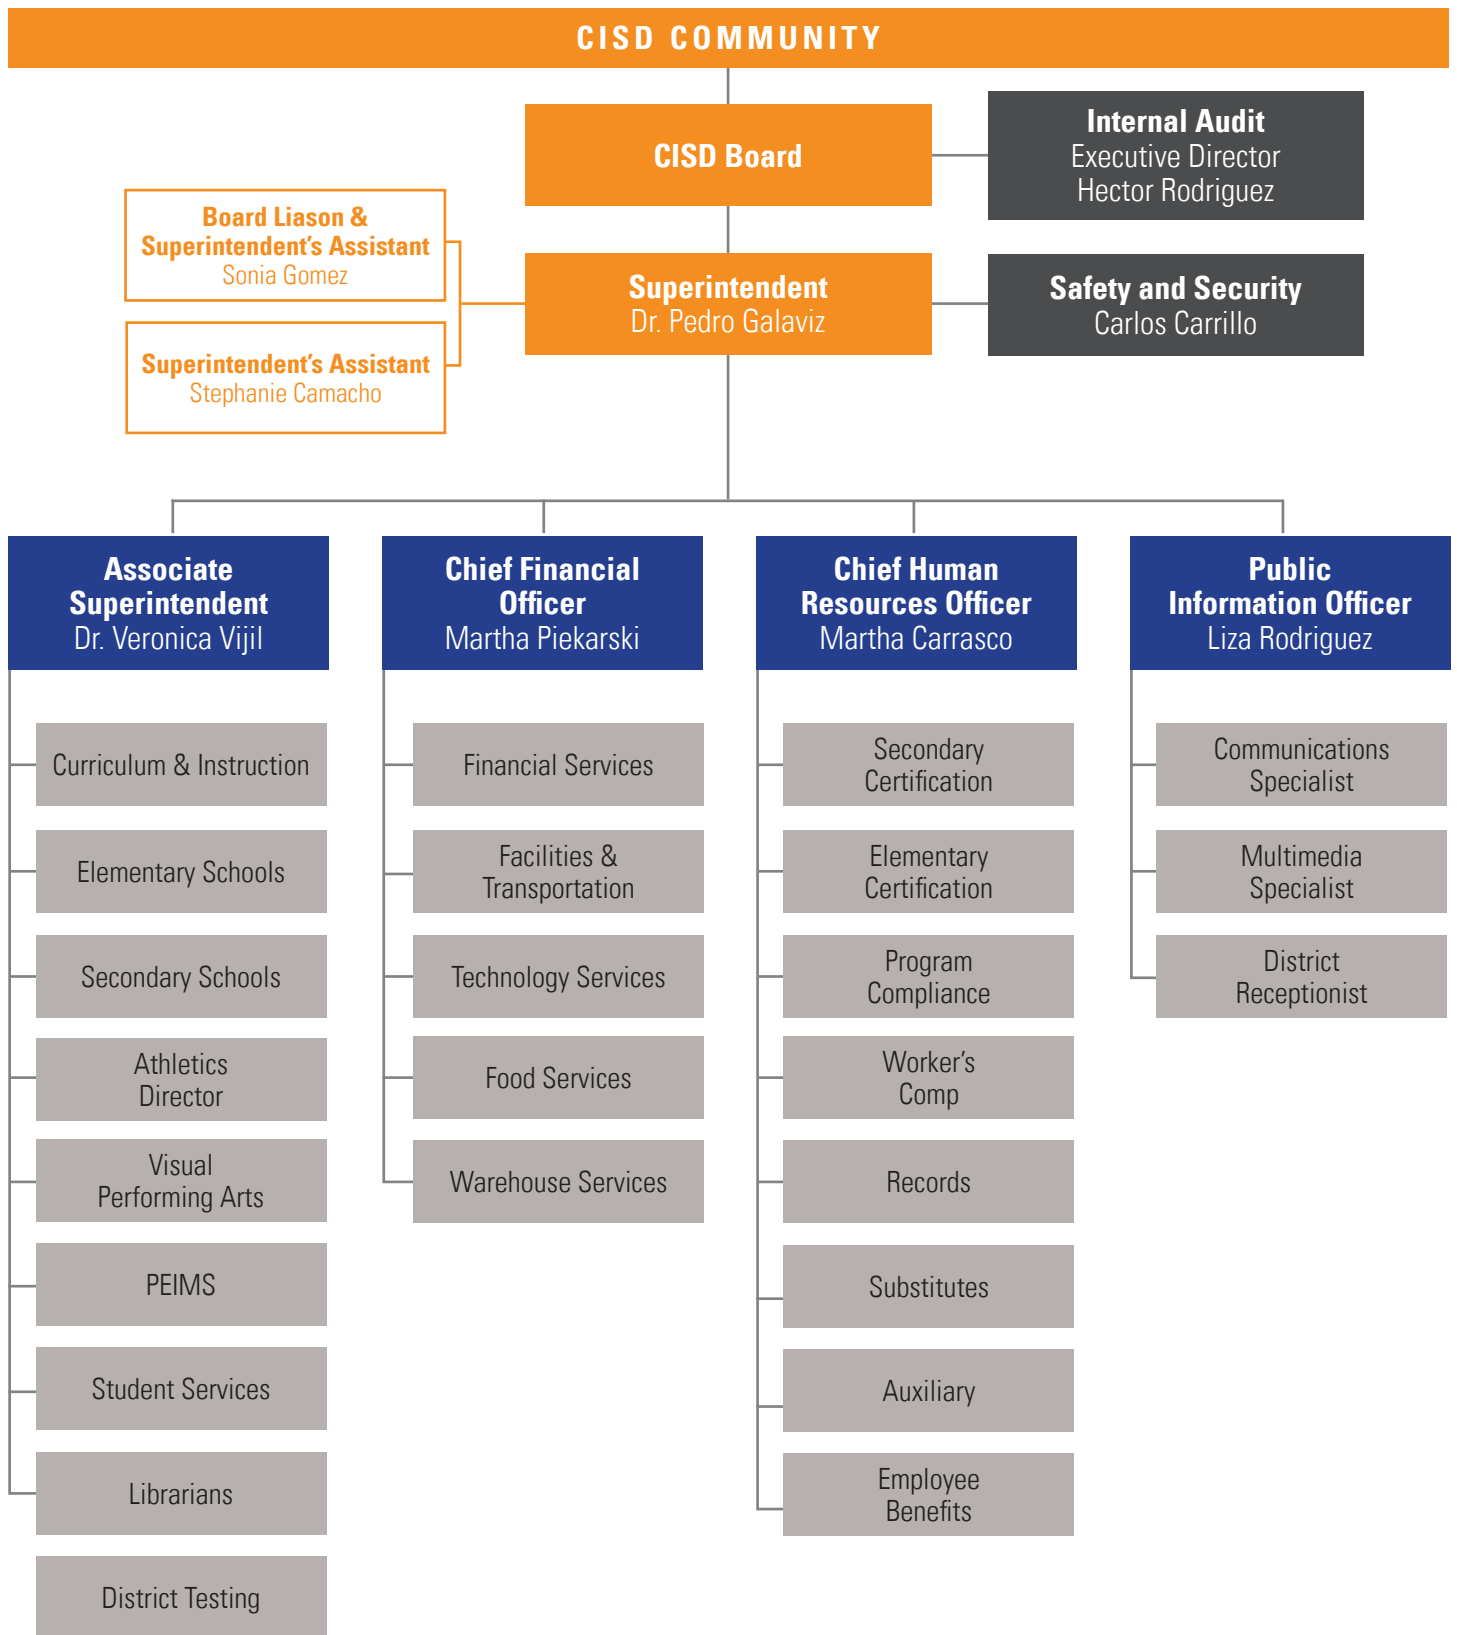 CISD COMMUNITY
CISD Board
Internal Audit
Executive Director
Hector Rodriguez
Board Liason &
Superintendent's Assistant
Sonia Gomez
Superintendent
Dr. Pedro Galaviz
Safety and Security
Carlos Carrillo
Superintendent's Assistant
Stephanie Camacho
Associate
Superintendent
Dr. Veronica Vijil
Curriculum & Instruction
Elementary Schools
Secondary Schools
Athletics
Director
Visual
Performing Arts
PEIMS
Student Services
Librarians
District Testing
Chief Financial
Officer
Martha Piekarski
Financial Services
Facilities &
Transportation
Technology Services
Food Services
Warehouse Services
Chief Human
Resources Officer
Martha Carrasco
Secondary
Certification
Elementary
Certification
Program
Compliance
Worker's
Comp
Records
Substitutes
Auxiliary
Employee
Benefits
Public
Information Officer
Liza Rodriguez
Communications
Specialist
Multimedia
Specialist
District
Receptionist